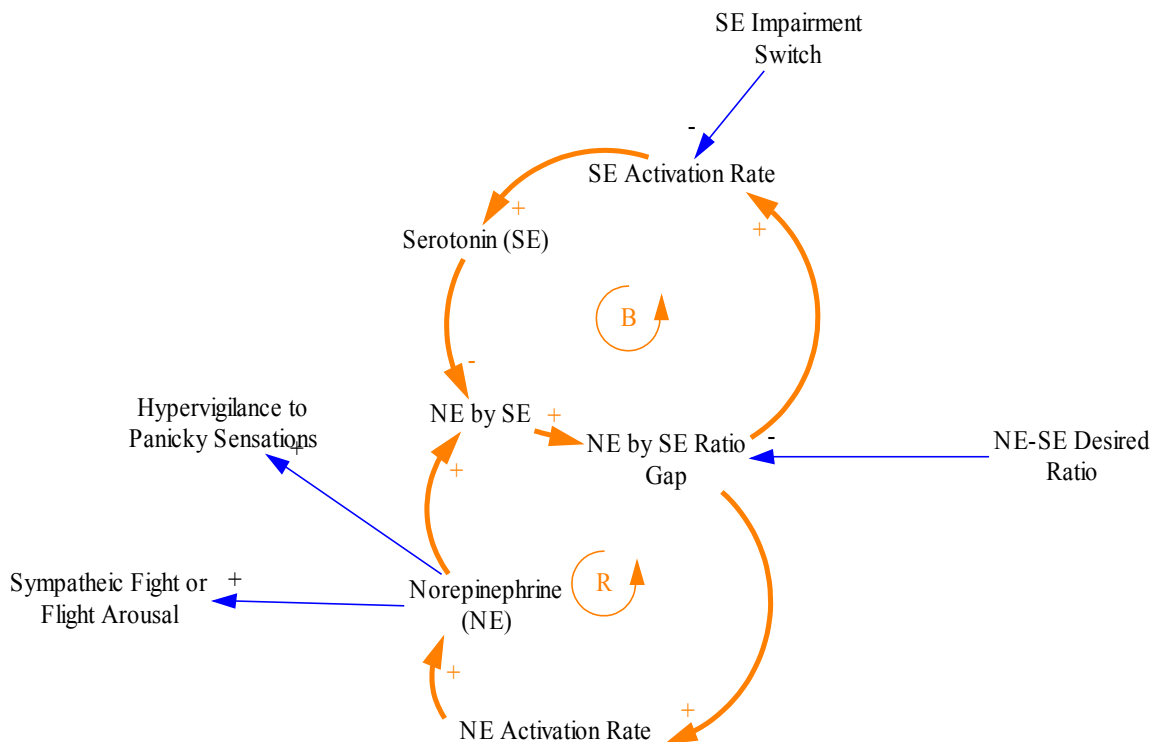 SE Impairment
Switch
-
SE Activation Rate
+
+
Serotonin (SE)
B
-
Hypervigilance to
Panicky Sensations
+
NE by SE
+
NE by SE Ratio
Gap
-
NE-SE Desired
Ratio
+
Sympatheic Fight or
Flight Arousal
+
Norepinephrine
(NE)
R
+
+
NE Activation Rate